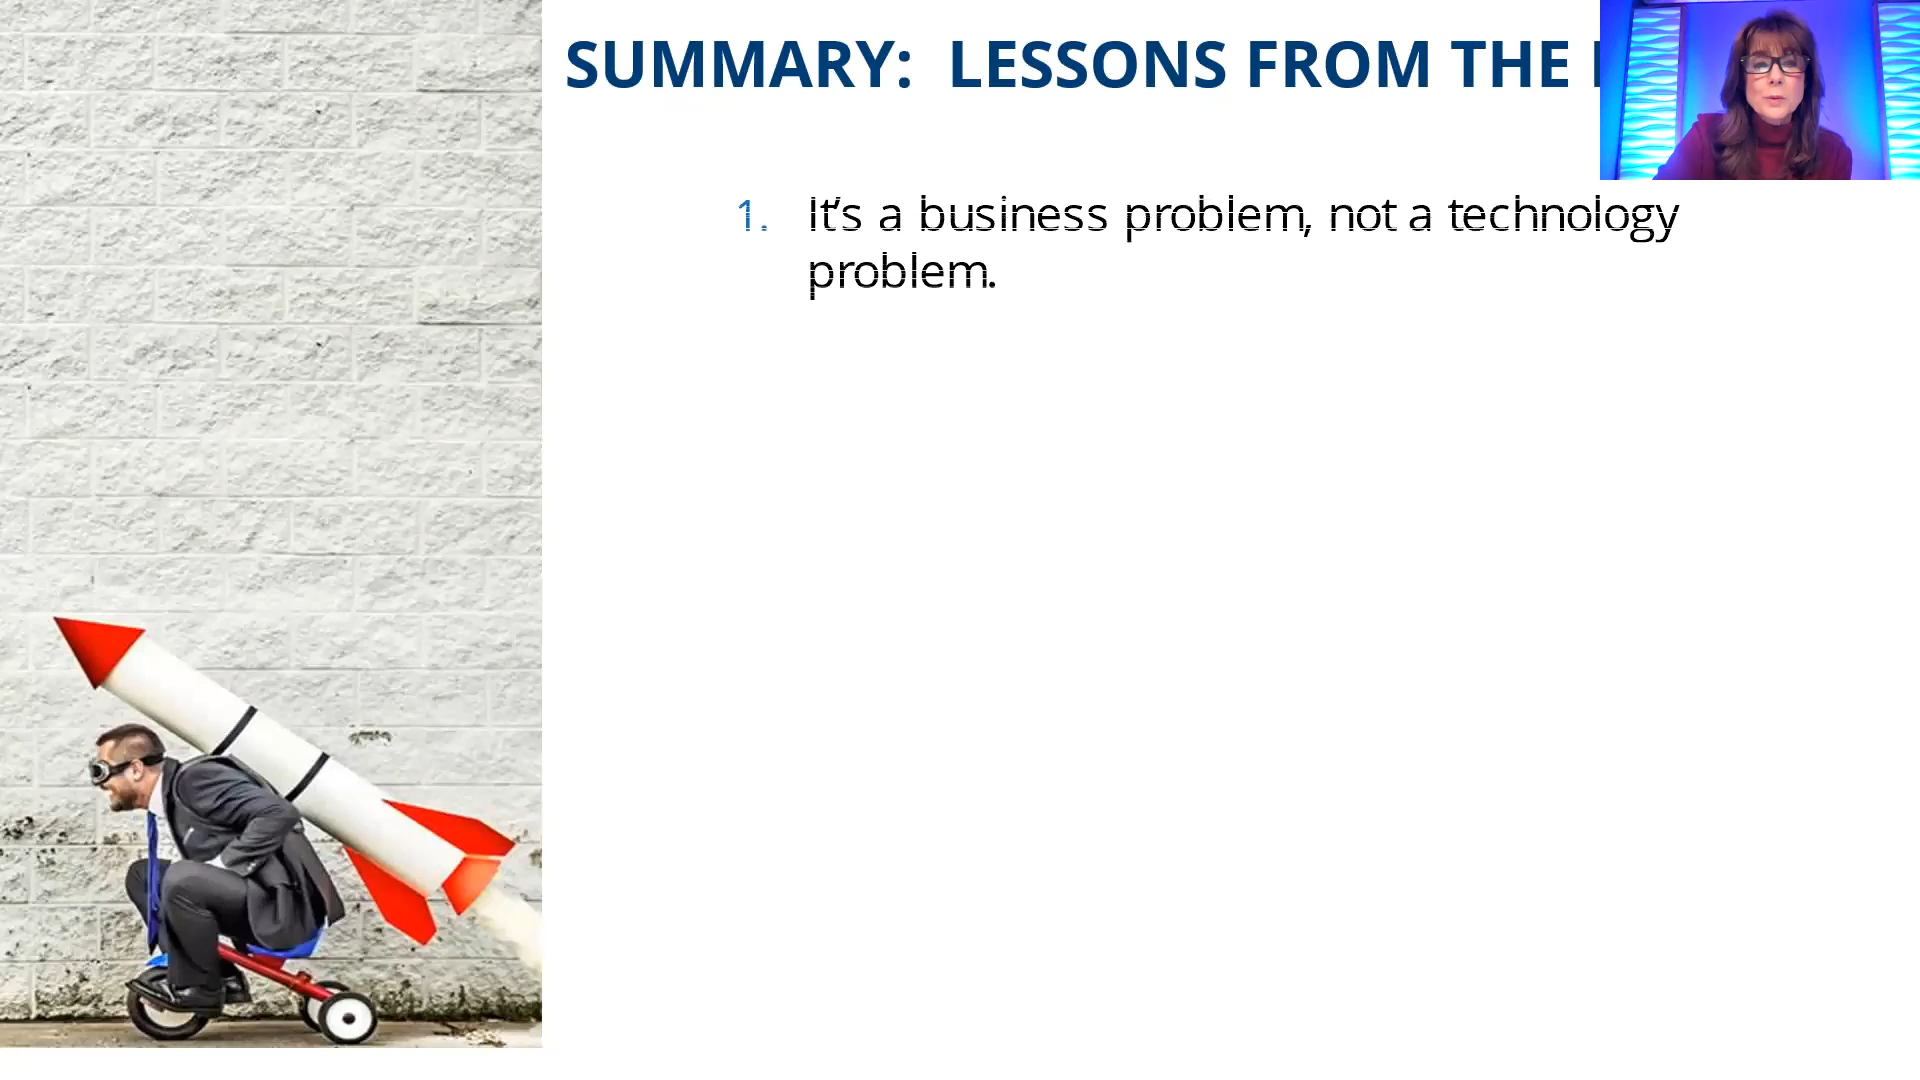 SUMMARY: LESSONS FROM THE
1. It's a business problem, not a technology
problem.